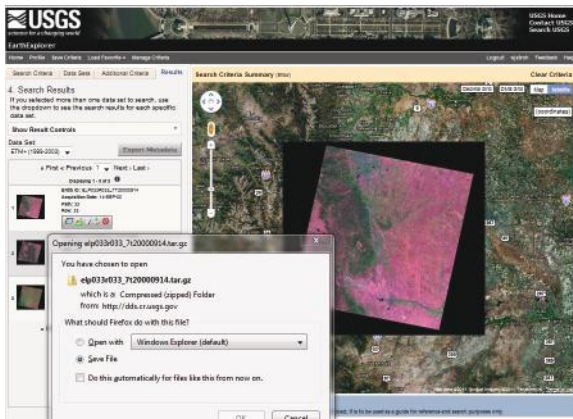 USGS
science for a changing world
USGS Home
Contact USGS
Search USGS
EarthExplorer
Home Profile Save Criteria Load Favorite Manage Criteria
Logout Feedback Help
Search Criteria Data Sets Additional Criteria Results
Search Criteria Summary (Show)
Clear Criteria
4. Search Results
If you selected more than one data set to search, use
the dropdown to see the search results for each specific
data set.
Map
Show Result Controls
Data Set
Export Metadata
ETM+ (1999-2003)
« First ‹ Previous 1 Next › Last »
Opening elp033r033_7t20000914.tar.gz
You have chosen to open
elp033r033_7t20000914.tar.gz
which is a: Compressed (zipped) Folder
from: http://dds.cr.usgs.gov
What should Firefox do with this file?
Open with Windows Explorer (default)
Save File
Do this automatically for files like this from now on.
OK Cancel